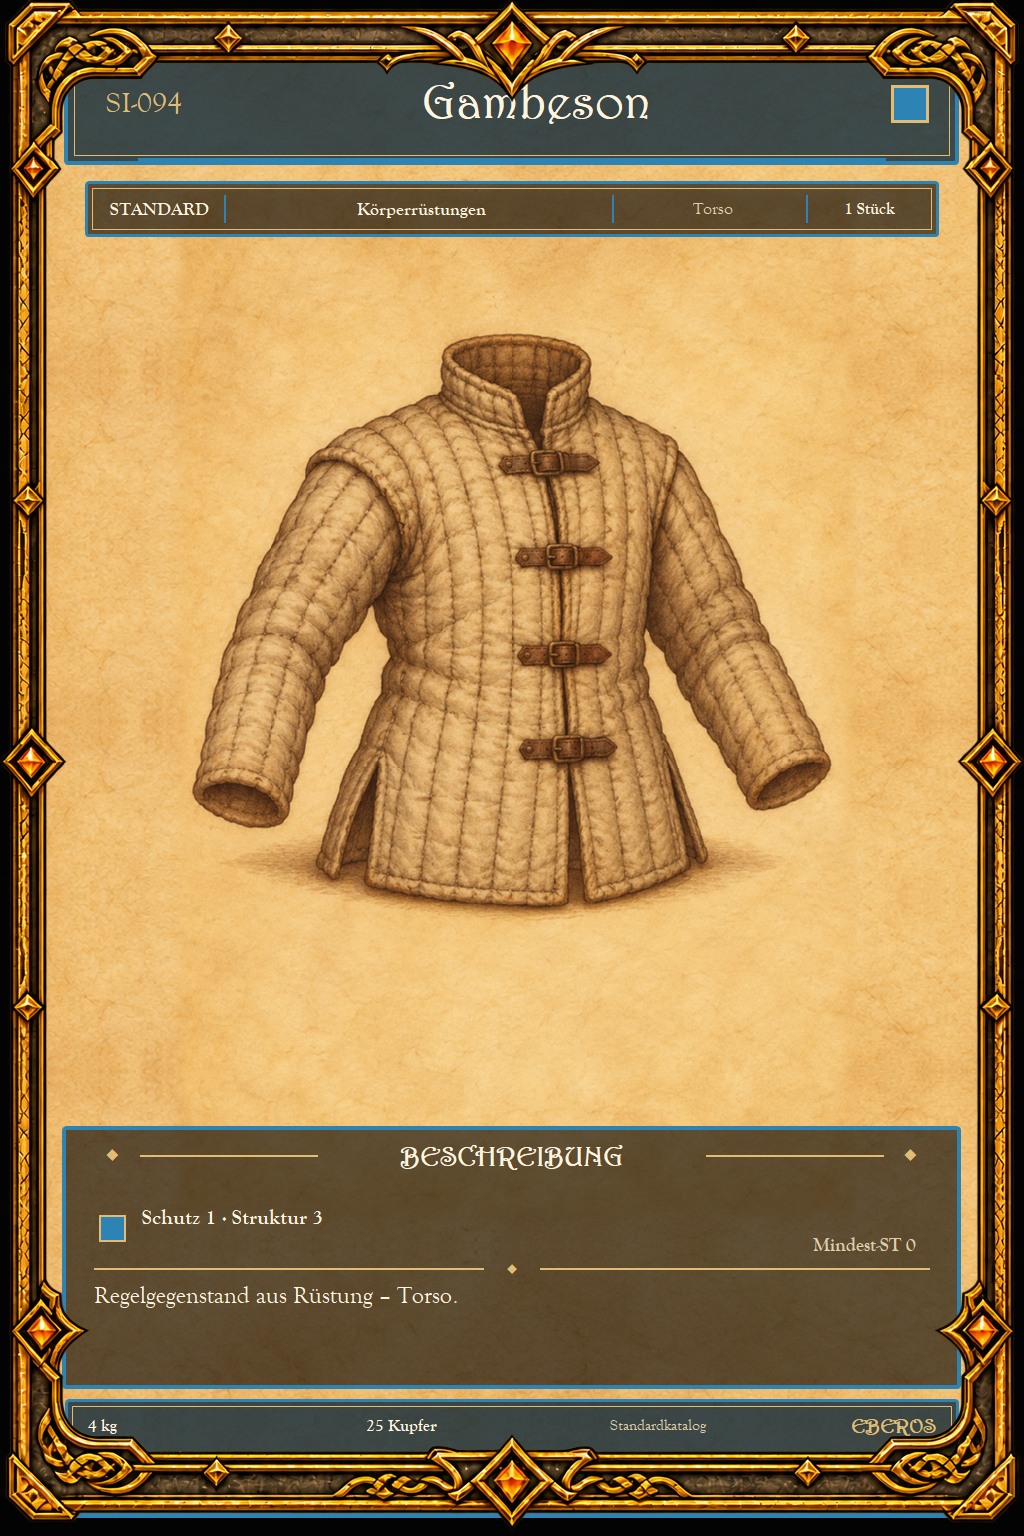 SI-094
Gambeson
STANDARD
Körperrüstungen
Torso
1 Stück
BESCHREIBUNG
Schutz 1 · Struktur 3
Mindest-ST 0
Regelgegenstand aus Rüstung – Torso.
4 kg
25 Kupfer
Standardkatalog
EBEROS